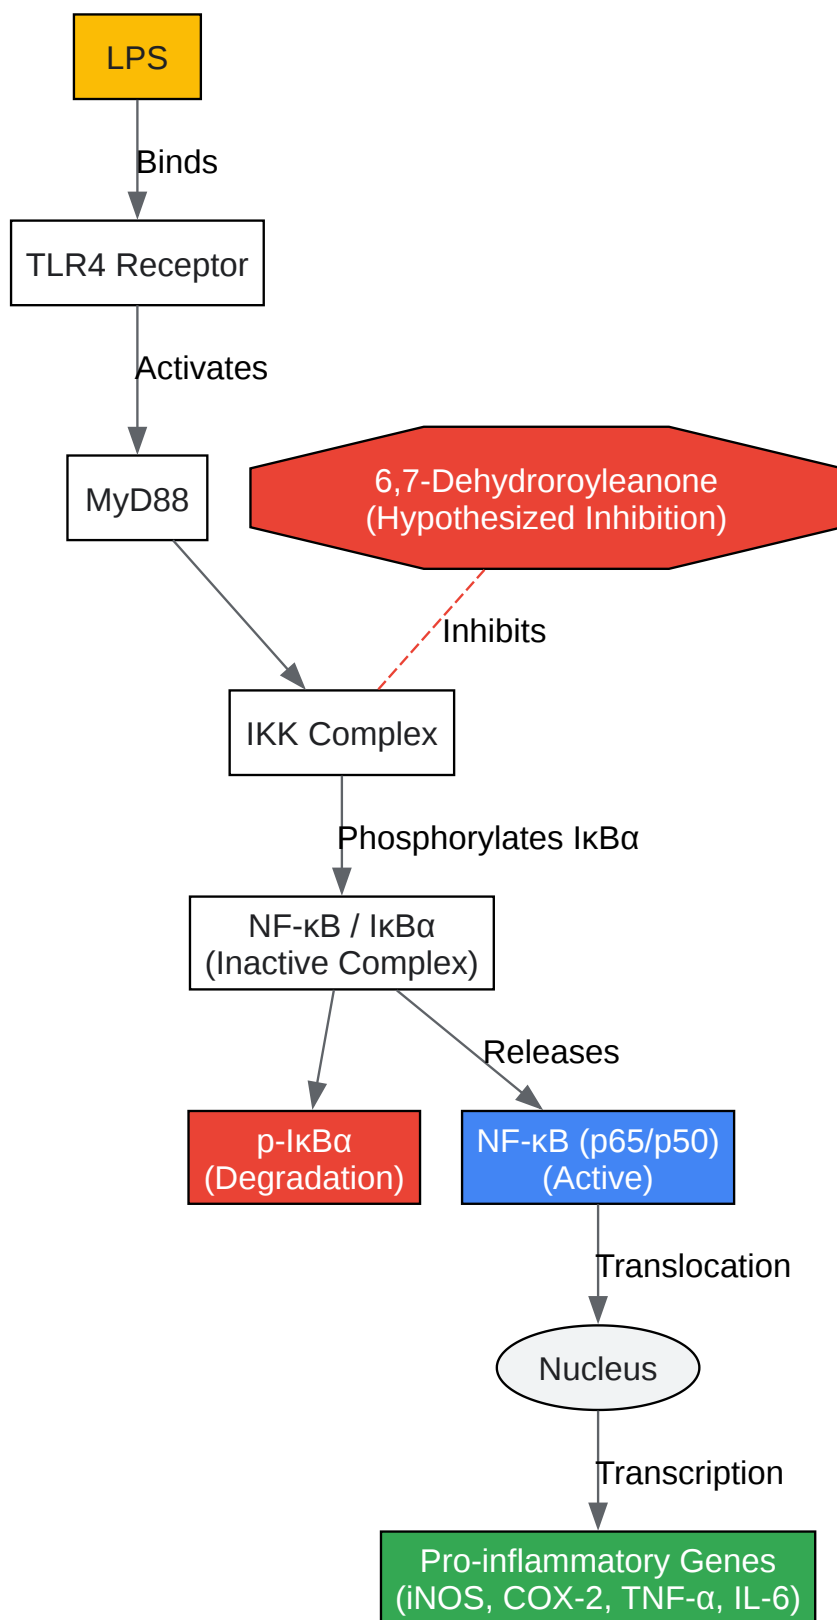 LPS
Binds
TLR4 Receptor
Activates
MyD88
6,7-Dehydroroyleanone
(Hypothesized Inhibition)
Inhibits
IKK Complex
Phosphorylates IκBα
NF-κB / IκBα
(Inactive Complex)
Releases
p-IκBα
(Degradation)
NF-κB (p65/p50)
(Active)
Translocation
Nucleus
Transcription
Pro-inflammatory Genes
(iNOS, COX-2, TNF-α, IL-6)